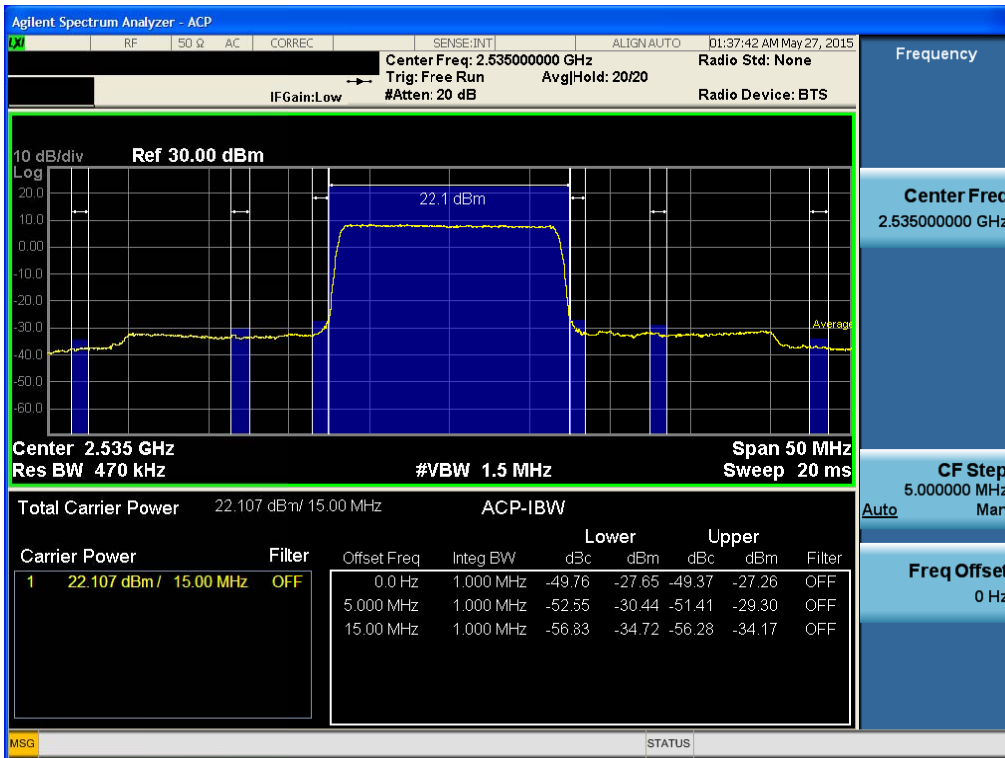 Agilent Spectrum Analyzer - ACP
LXI RF 50 Ω AC CORREC SENSE:INT ALIGN AUTO 01:37:42 AM May 27, 2015
Center Freq: 2.535000000 GHz Radio Std: None
Trig: Free Run Avg|Hold: 20/20
IFGain:Low #Atten: 20 dB Radio Device: BTS
Frequency
10 dB/div Ref 30.00 dBm
Log
20.0
10.0
0.00
-10.0
-20.0
-30.0
-40.0
-50.0
-60.0
22.1 dBm
Average
Center 2.535 GHz Span 50 MHz
Res BW 470 kHz #VBW 1.5 MHz Sweep 20 ms
Center Freq
2.535000000 GHz
CF Step
5.000000 MHz
Auto Man
Freq Offset
0 Hz
Total Carrier Power 22.107 dBm/ 15.00 MHz ACP-IBW
Lower Upper
Carrier Power Filter Offset Freq Integ BW dBc dBm dBc dBm Filter
1 22.107 dBm / 15.00 MHz OFF 0.0 Hz 1.000 MHz -49.76 -27.65 -49.37 -27.26 OFF
5.000 MHz 1.000 MHz -52.55 -30.44 -51.41 -29.30 OFF
15.00 MHz 1.000 MHz -56.83 -34.72 -56.28 -34.17 OFF
MSG STATUS